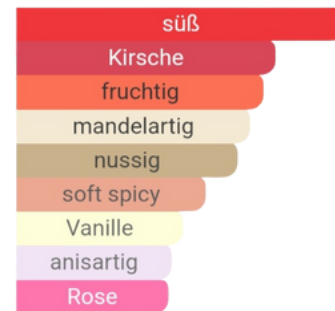 süß
Kirsche
fruchtig
mandelartig
nussig
soft spicy
Vanille
anisartig
Rose